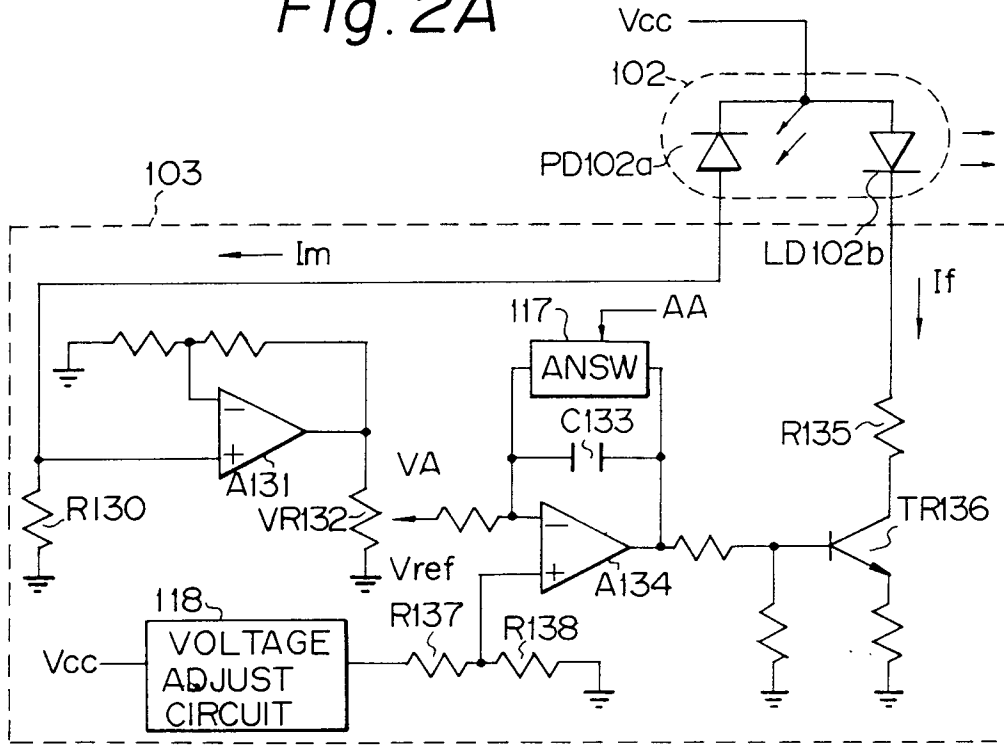 Fig. 2A
Vcc
102
PD102a
LD102b
103
Im
If
117
AA
ANSW
C133
R135
A131
VA
R130
VR132
TR136
A134
Vref
118
R137
R138
Vcc
VOLTAGE
ADJUST
CIRCUIT